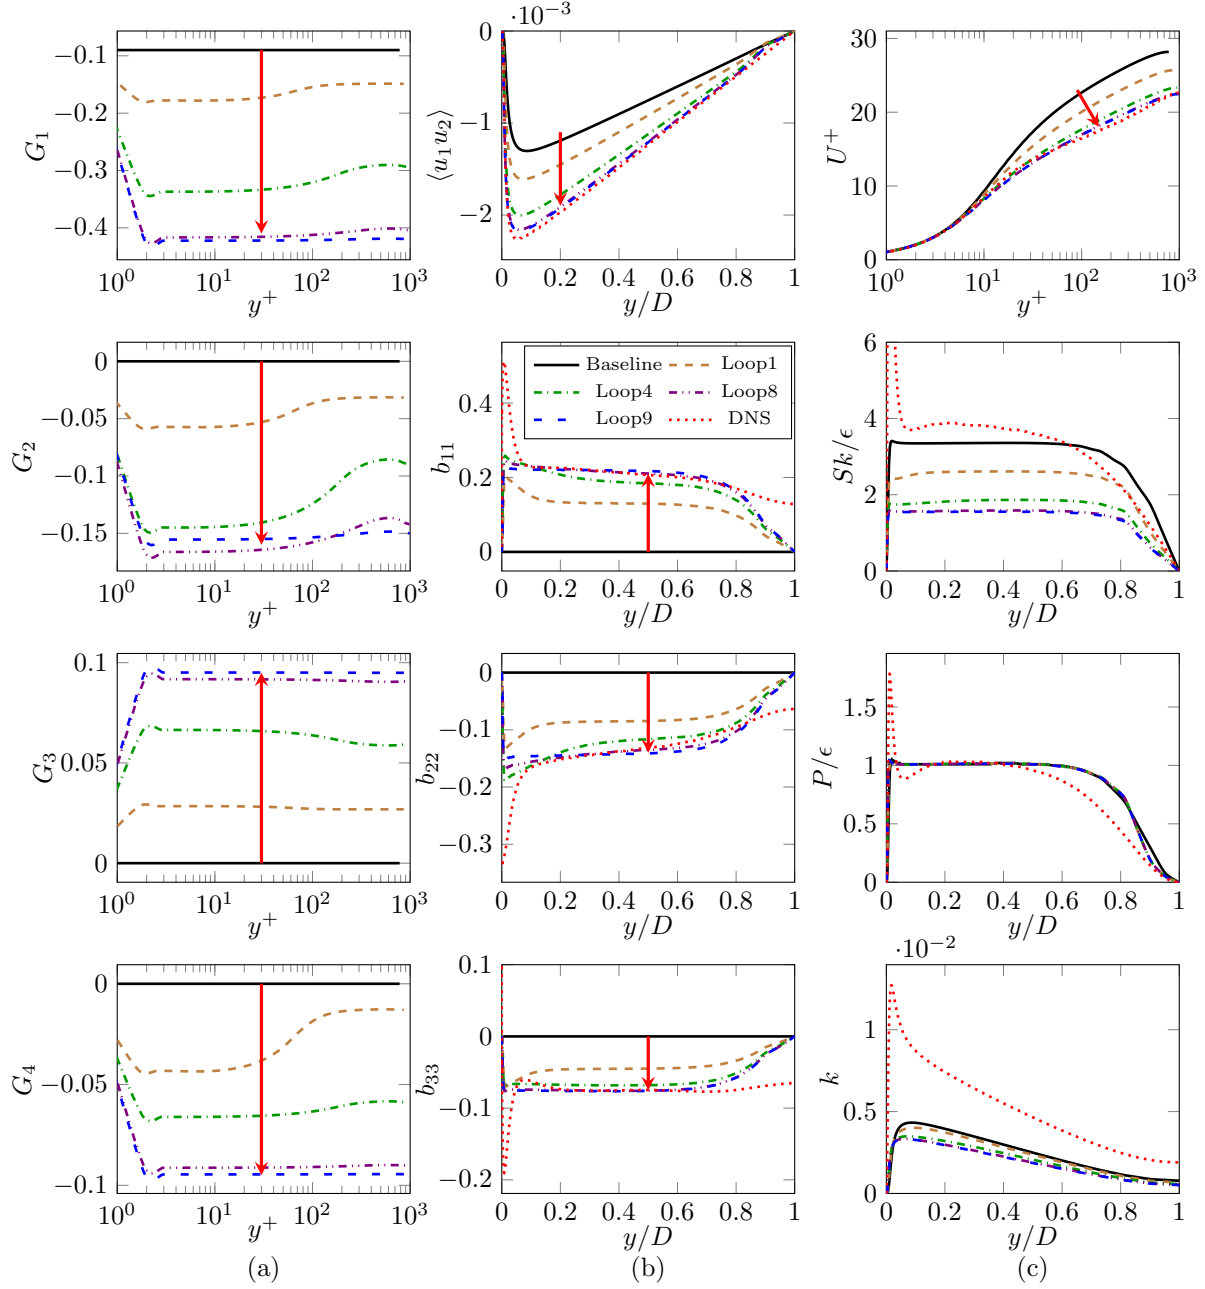 −0.1
−0.2
−0.3
−0.4
G1
10^0 10^1 10^2 10^3
y^+
·10^−3
0
−1
−2
⟨u1u2⟩
0 0.2 0.4 0.6 0.8 1
y/D
30
20
10
0
U^+
10^0 10^1 10^2 10^3
y^+
0
−0.05
−0.1
−0.15
G2
10^0 10^1 10^2 10^3
y^+
0.4
0.2
0
b11
Baseline Loop1
Loop4 Loop8
Loop9 DNS
0 0.2 0.4 0.6 0.8 1
y/D
6
4
2
0
Sk/ϵ
0 0.2 0.4 0.6 0.8 1
y/D
0.1
0.05
0
G3
10^0 10^1 10^2 10^3
y^+
0
−0.1
−0.2
−0.3
b22
0 0.2 0.4 0.6 0.8 1
y/D
1.5
1
0.5
0
P/ϵ
0 0.2 0.4 0.6 0.8 1
y/D
0
−0.05
−0.1
G4
10^0 10^1 10^2 10^3
y^+
(a)
0.1
0
−0.1
−0.2
b33
0 0.2 0.4 0.6 0.8 1
y/D
(b)
·10^−2
1
0.5
0
k
0 0.2 0.4 0.6 0.8 1
y/D
(c)